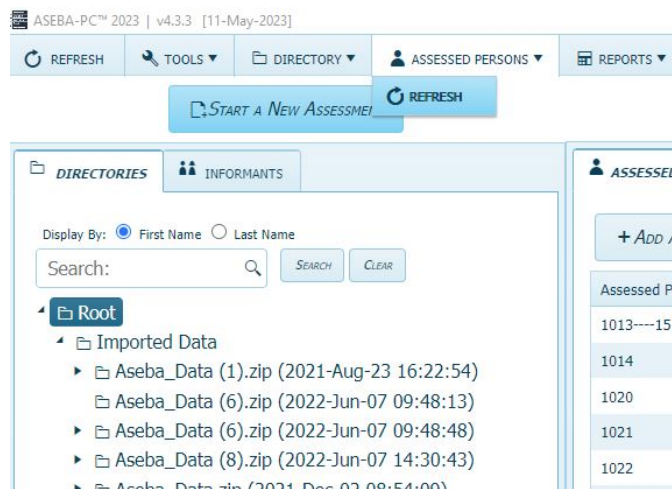 ASEBA-PC™ 2023 | v4.3.3 [11-May-2023]
REFRESH TOOLS ▼ DIRECTORY ▼ ASSESSED PERSONS ▼ REPORTS ▼
REFRESH
START A NEW
DIRECTORIES INFORMANTS
Display By: First Name Last Name
Search: SEARCH CLEAR
+ ADD
Root
Assessed
Imported Data
1013----15
Aseba_Data (1).zip (2021-Aug-23 16:22:54)
1014
Aseba_Data (6).zip (2022-Jun-07 09:48:13)
1020
Aseba_Data (6).zip (2022-Jun-07 09:48:48)
1021
Aseba_Data (8).zip (2022-Jun-07 14:30:43)
1022